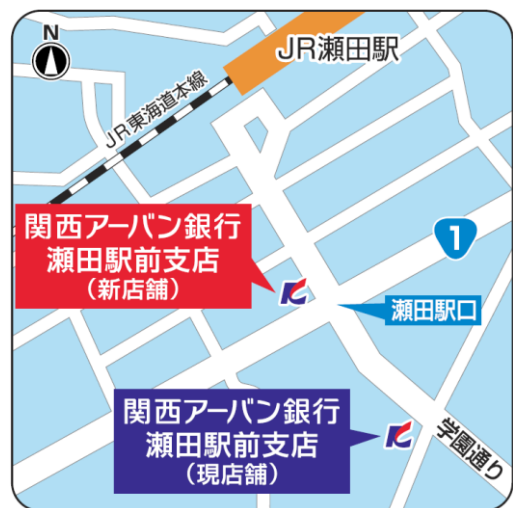 N
JR瀬田駅
JR東海道本線
関西アーバン銀行
瀬田駅前支店
(新店舗)
1
瀬田駅口
関西アーバン銀行
瀬田駅前支店
(現店舗)
学園通り